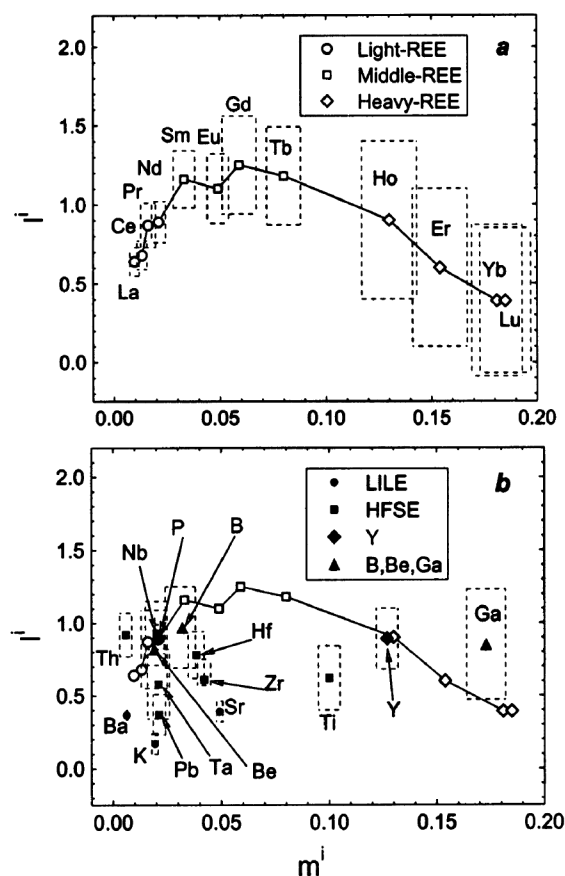 2.0
a
Light-REE
Middle-REE
Heavy-REE
1.5
1.0
0.5
0.0
I^i
La
Ce
Pr
Nd
Sm
Eu
Gd
Tb
Ho
Er
Yb
Lu
0.00 0.05 0.10 0.15 0.20
2.0
b
LILE
HFSE
Y
B,Be,Ga
1.5
1.0
0.5
0.0
I^i
Nb
P
B
Th
Hf
Zr
Sr
Ga
Ba
K
Pb
Ta
Be
Ti
Y
0.00 0.05 0.10 0.15 0.20
m^i